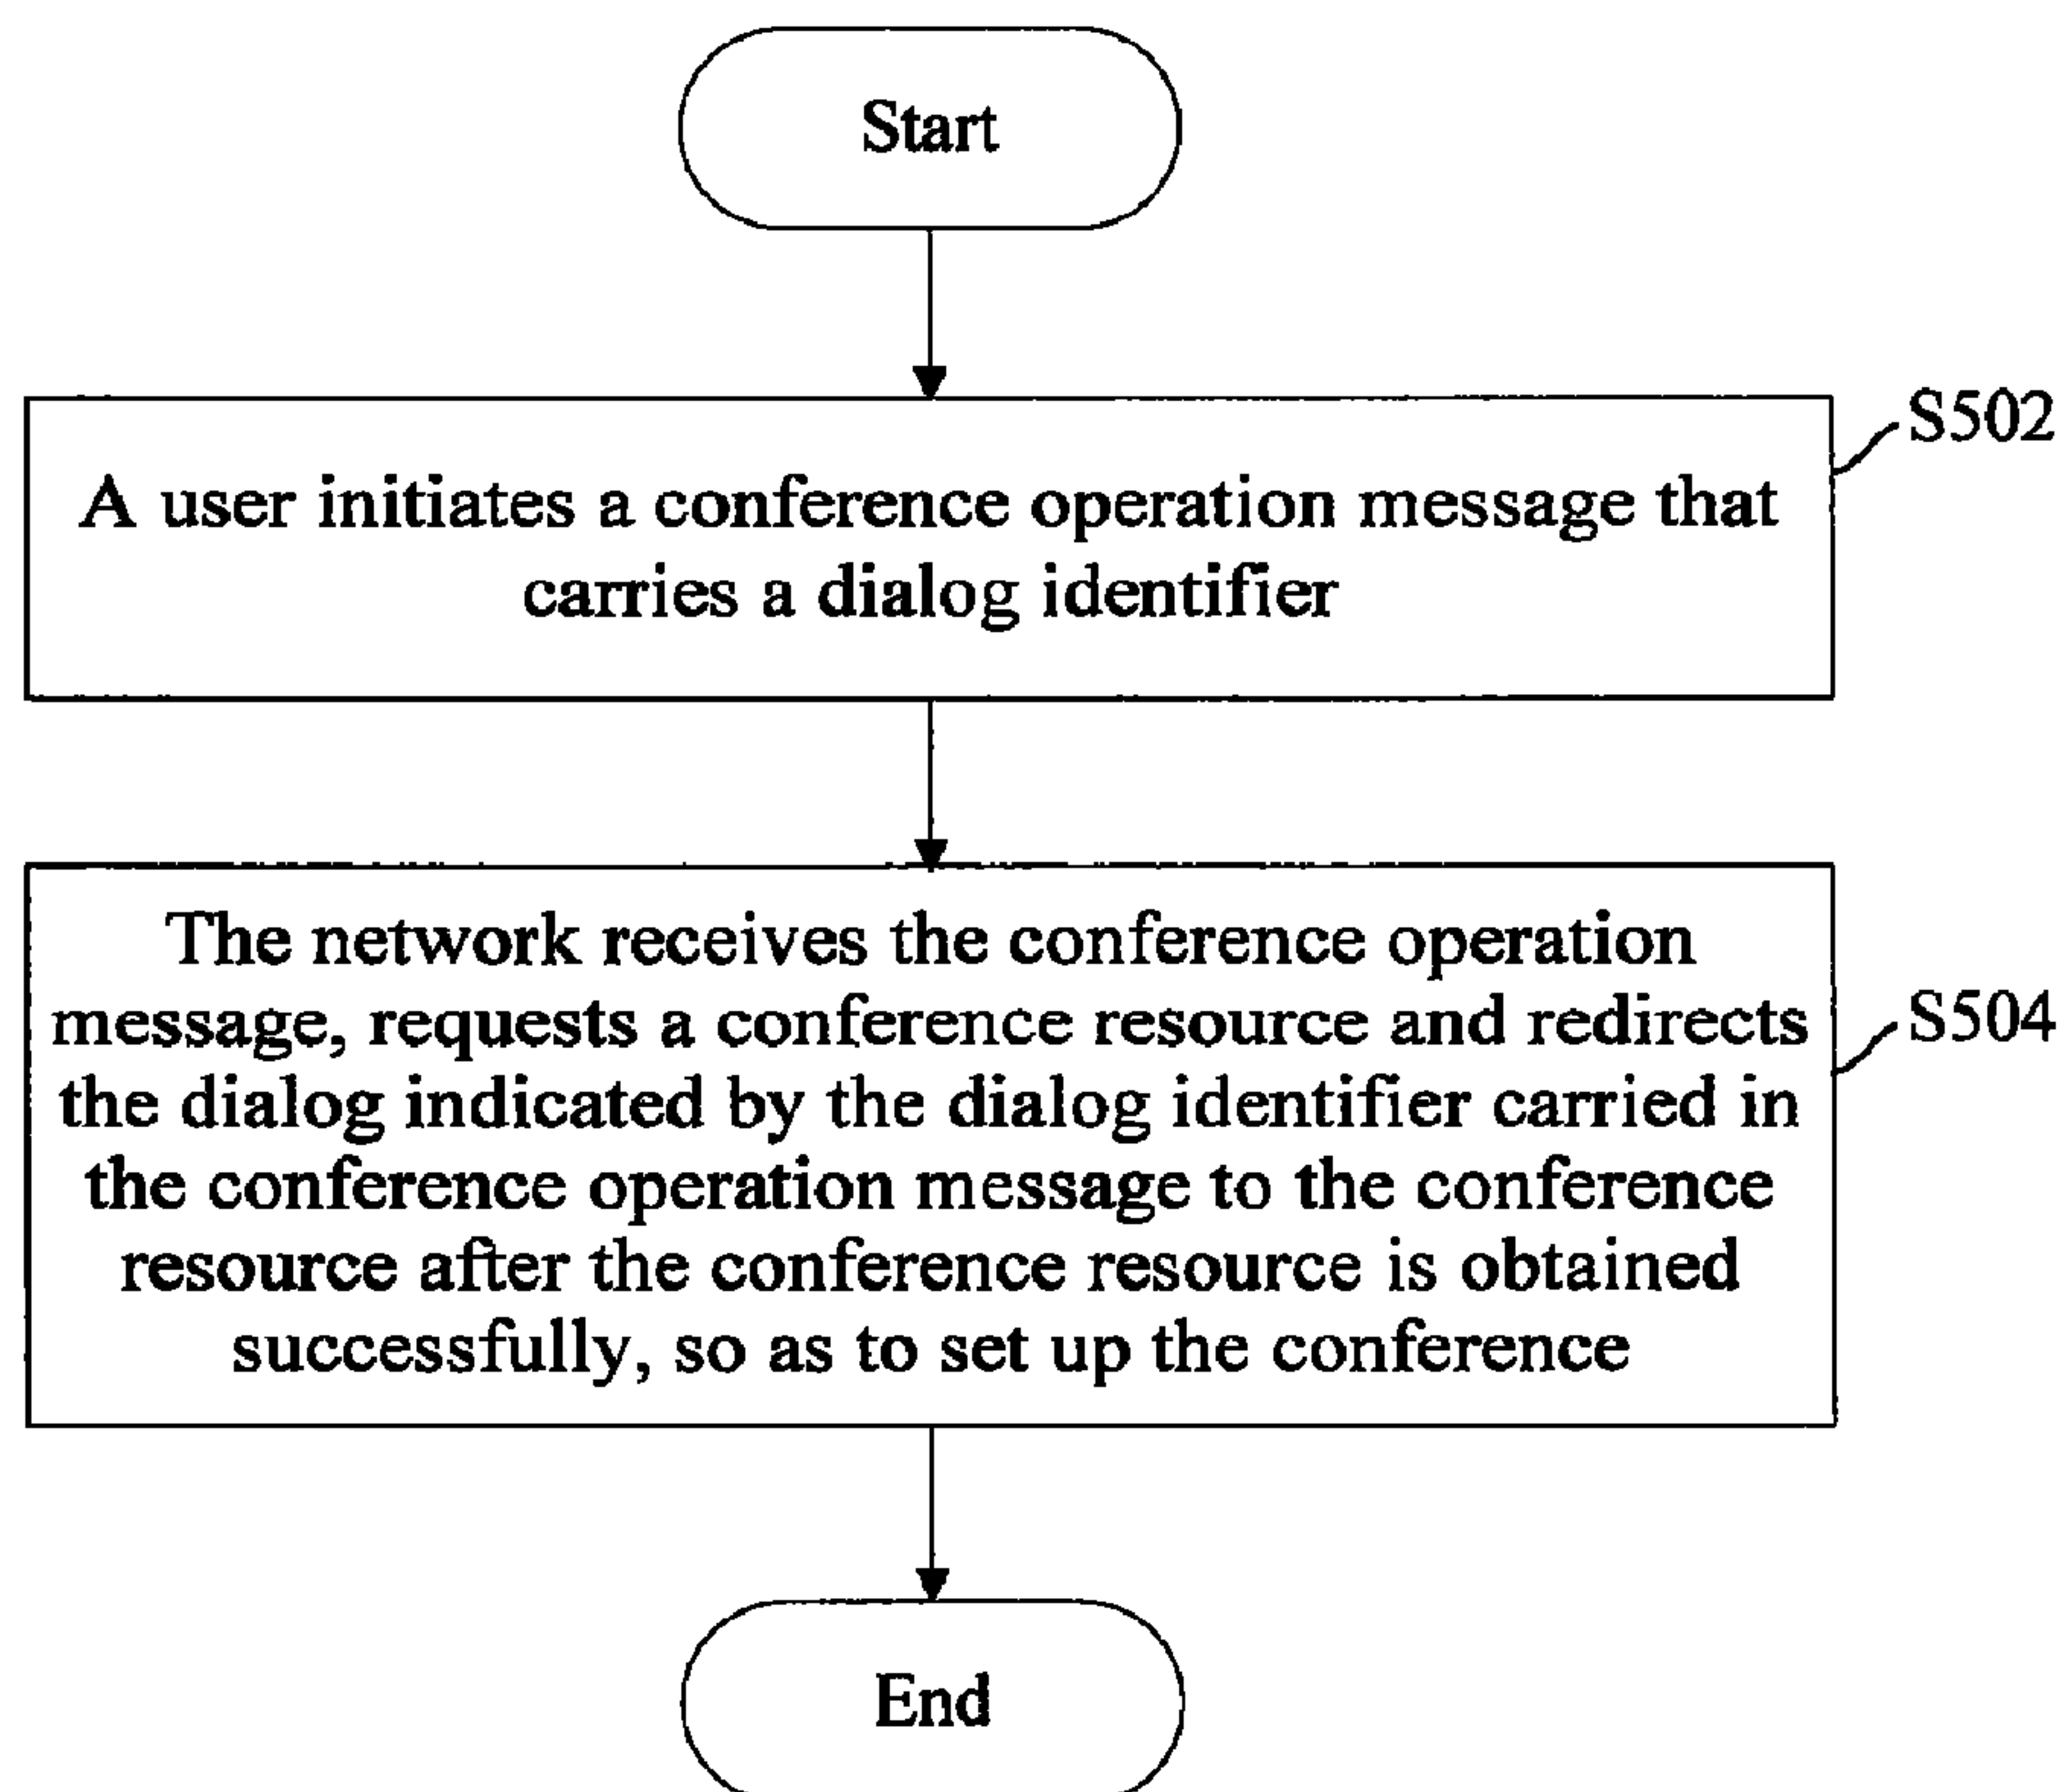 Start
S502
A user initiates a conference operation message that
carries a dialog identifier
The network receives the conference operation
message, requests a conference resource and redirects
S504
the dialog indicated by the dialog identifier carried in
the conference operation message to the conference
resource after the conference resource is obtained
successfully, so as to set up the conference
End